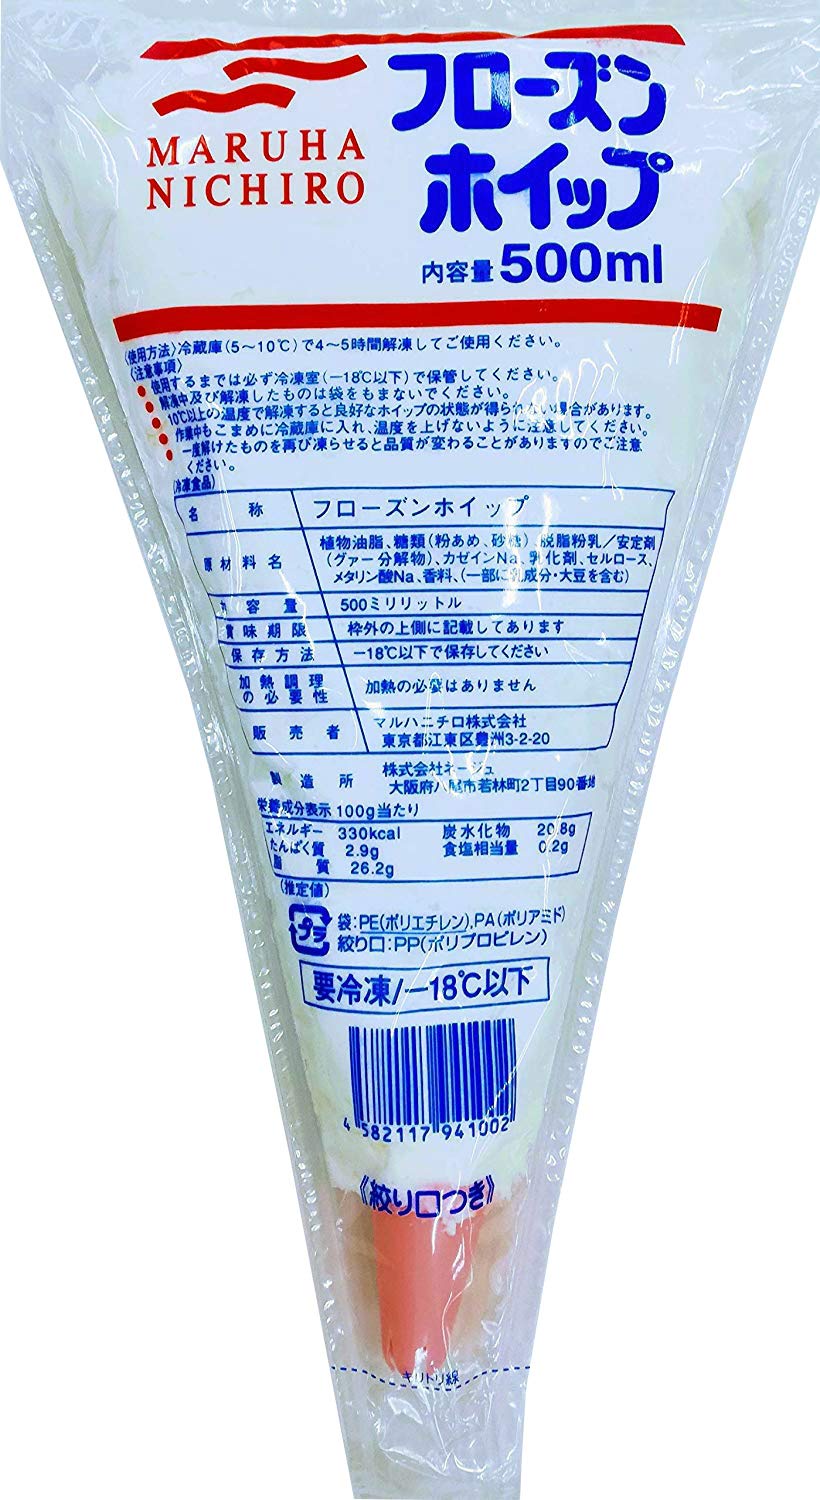 MARUHA
NICHIRO
フローズン
ホイップ
内容量500ml
〈使用方法〉冷蔵庫(5〜10℃)で4〜5時間解凍してご使用ください。
〈注意事項〉
●使用するまでは必ず冷凍室(−18℃以下)で保管してください。
●解凍中及び解凍したものは袋をもまないでください。
●10℃以上の温度で解凍すると良好なホイップの状態が得られない場合があります。
●作業中もこまめに冷蔵庫に入れ、温度を上げないように注意してください。
●一度解けたものを再び凍らせると品質が変わることがありますのでご注意
ください。
(冷凍食品)
名称 フローズンホイップ
原材料名 植物油脂、糖類(粉あめ、砂糖)、脱脂粉乳/安定剤
(グァー分解物)、カゼインNa、乳化剤、セルロース、
メタリン酸Na、香料、(一部に乳成分・大豆を含む)
内容量 500ミリリットル
賞味期限 枠外の上側に記載してあります
保存方法 −18℃以下で保存してください
加熱調理
の必要性 加熱の必要はありません
販売者 マルハニチロ株式会社
東京都江東区豊洲3-2-20
製造所 株式会社ネージュ
大阪府八尾市若林町2丁目90番地
栄養成分表示 100g当たり
エネルギー 330kcal 炭水化物 20.8g
たんぱく質 2.9g 食塩相当量 0.2g
脂質 26.2g
(推定値)
プラ 袋:PE(ポリエチレン),PA(ポリアミド)
絞り口:PP(ポリプロピレン)
要冷凍/−18℃以下
4 582117 941002
《絞り口つき》
キリトリ線